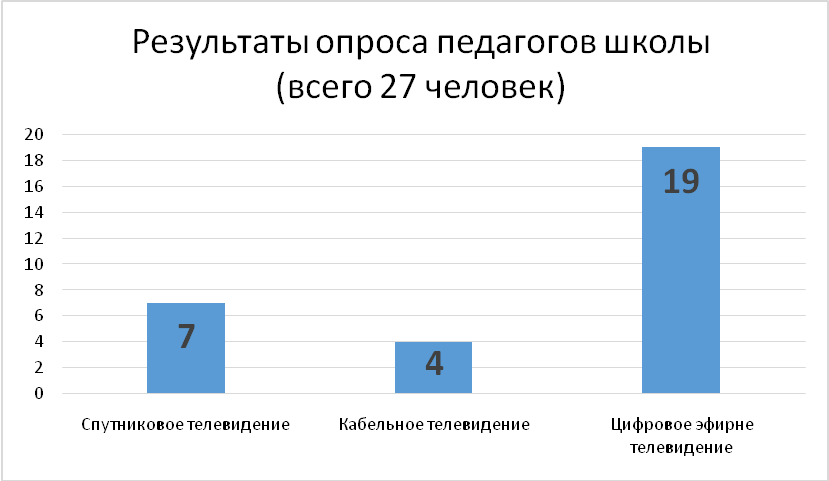 Результаты опроса педагогов школы
(всего 27 человек)
20
18
16
14
12
10
8
6
4
2
0
7
4
19
Спутниковое телевидение
Кабельное телевидение
Цифровое эфирне
телевидение